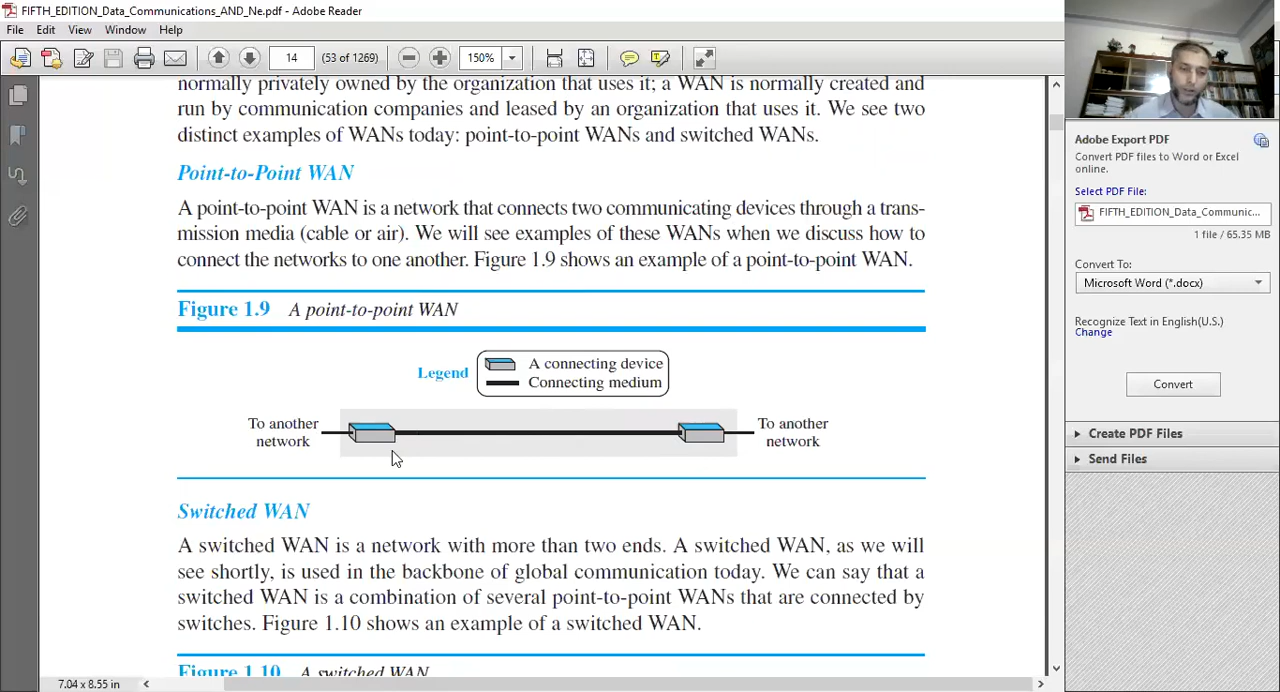 FIFTH_EDITION_Data_Communications_AND_Ne.pdf - Adobe Reader
File Edit View Window Help
14 (53 of 1269) 150%
normally privately owned by the organization that uses it; a WAN is normally created and
run by communication companies and leased by an organization that uses it. We see two
distinct examples of WANs today: point-to-point WANs and switched WANs.
Point-to-Point WAN
A point-to-point WAN is a network that connects two communicating devices through a trans-
mission media (cable or air). We will see examples of these WANs when we discuss how to
connect the networks to one another. Figure 1.9 shows an example of a point-to-point WAN.
Figure 1.9 A point-to-point WAN
Legend
A connecting device
Connecting medium
To another
network
To another
network
Switched WAN
A switched WAN is a network with more than two ends. A switched WAN, as we will
see shortly, is used in the backbone of global communication today. We can say that a
switched WAN is a combination of several point-to-point WANs that are connected by
switches. Figure 1.10 shows an example of a switched WAN.
Figure 1.10 A switched WAN
7.04 x 8.55 in
Adobe Export PDF
Convert PDF files to Word or Excel
online.
Select PDF File:
FIFTH_EDITION_Data_Communic...
1 file / 65.35 MB
Convert To:
Microsoft Word (*.docx)
Recognize Text in English(U.S.)
Change
Convert
Create PDF Files
Send Files